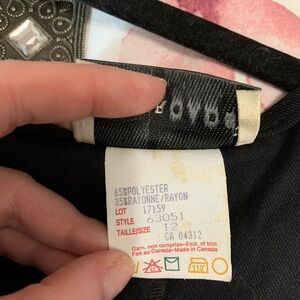 65%POLYESTER
35%RAYONNE/RAYON
LOT 17159
STYLE 63051
TAILLE/SIZE 12
CA 04312
Garn. non comprise-Excl. of trim
Fait au Canada-Made in Canada
110°